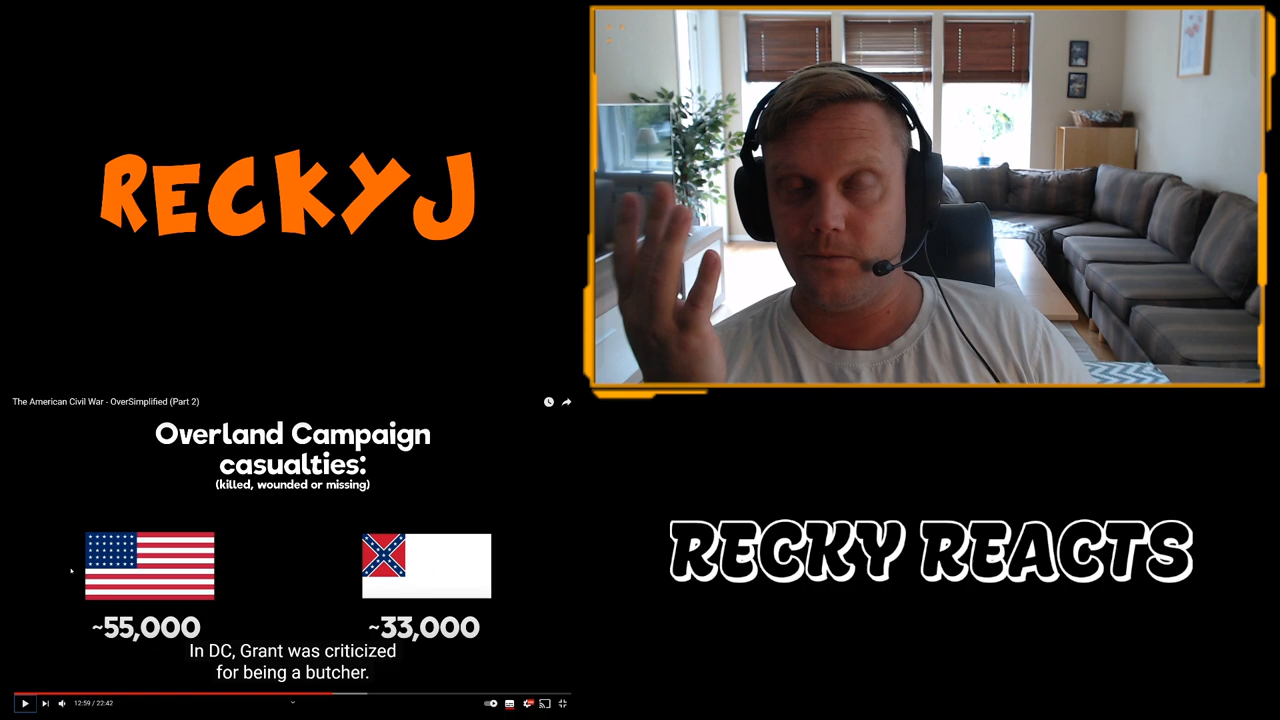 RECKYJ
The American Civil War - OverSimplified (Part 2)
Overland Campaign
casualties:
(killed, wounded or missing)
~55,000
~33,000
In DC, Grant was criticized
for being a butcher.
12:59 / 22:42
RECKY REACTS